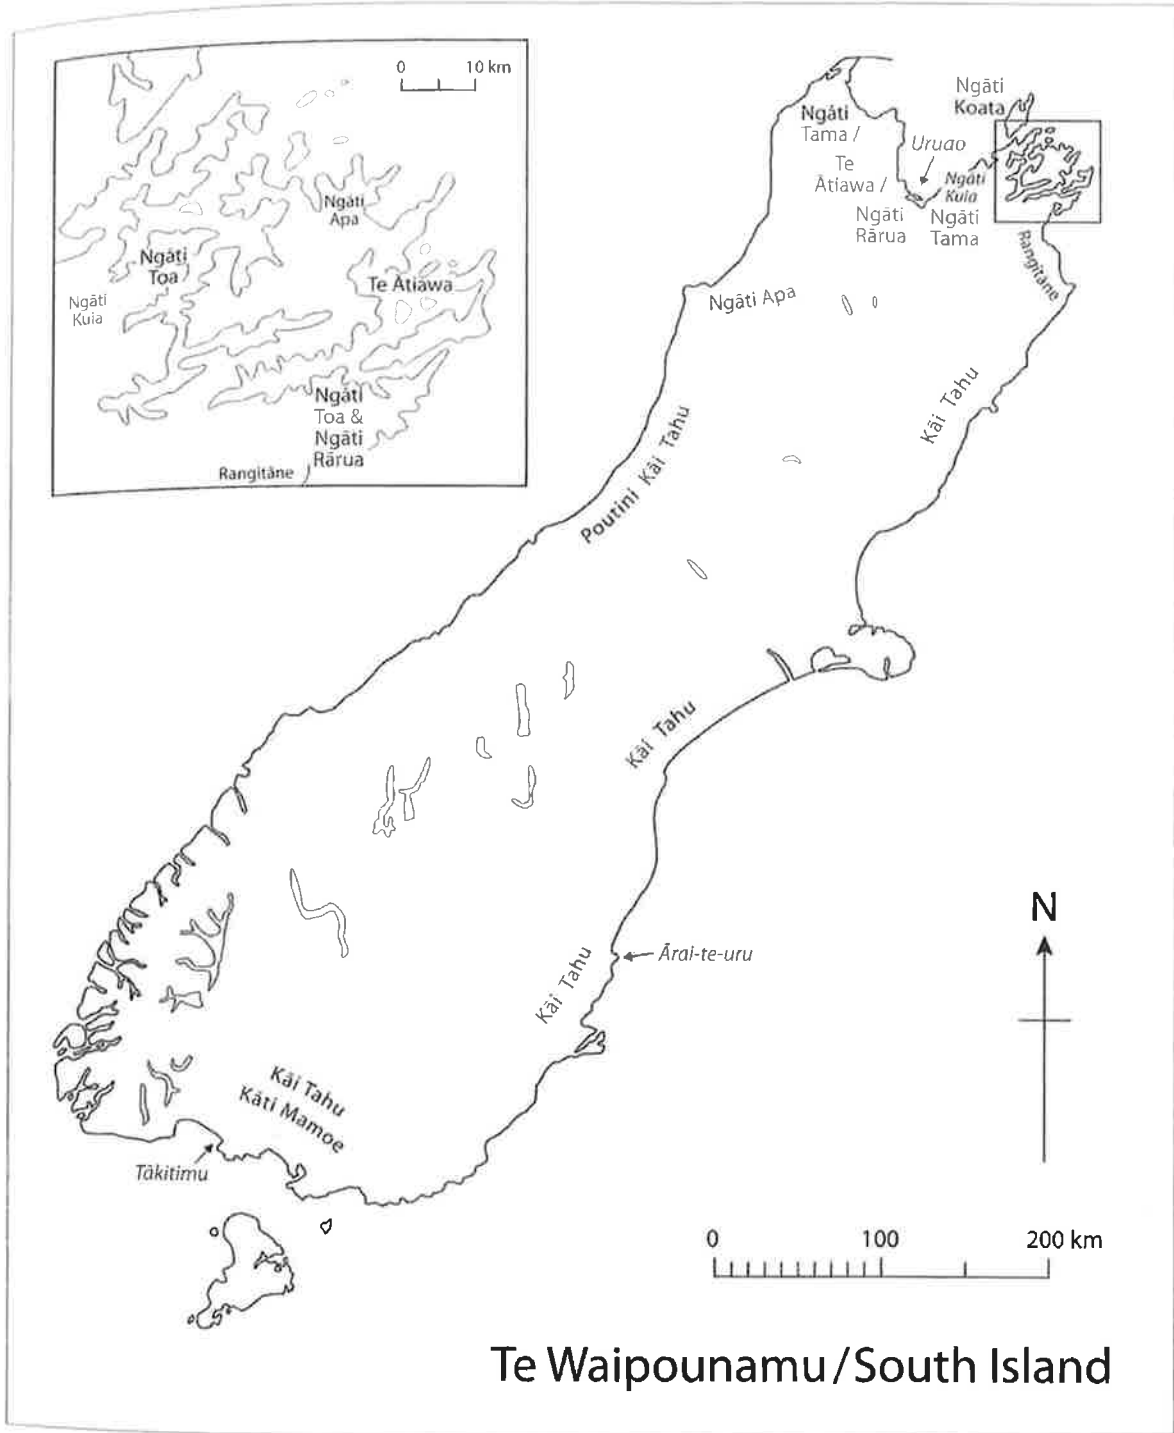 0 10 km
Ngāti
Apa
Ngāti
Toa
Te Ātiawa
Ngāti
Kuia
Ngāti
Toa &
Ngāti
Rārua
Rangitāne
Ngāti
Koata
Ngāti
Tama /
Te
Ātiawa /
Ngāti
Rārua
Uruao
Ngāti
Kuia
Ngāti
Tama
Rangitāne
Ngāti Apa
Kāi Tahu
Poutini Kāi Tahu
Kāi Tahu
Kāi Tahu
Ārai-te-uru
N
Kāi Tahu
Kāti Mamoe
Tākitimu
0 100 200 km
Te Waipounamu / South Island